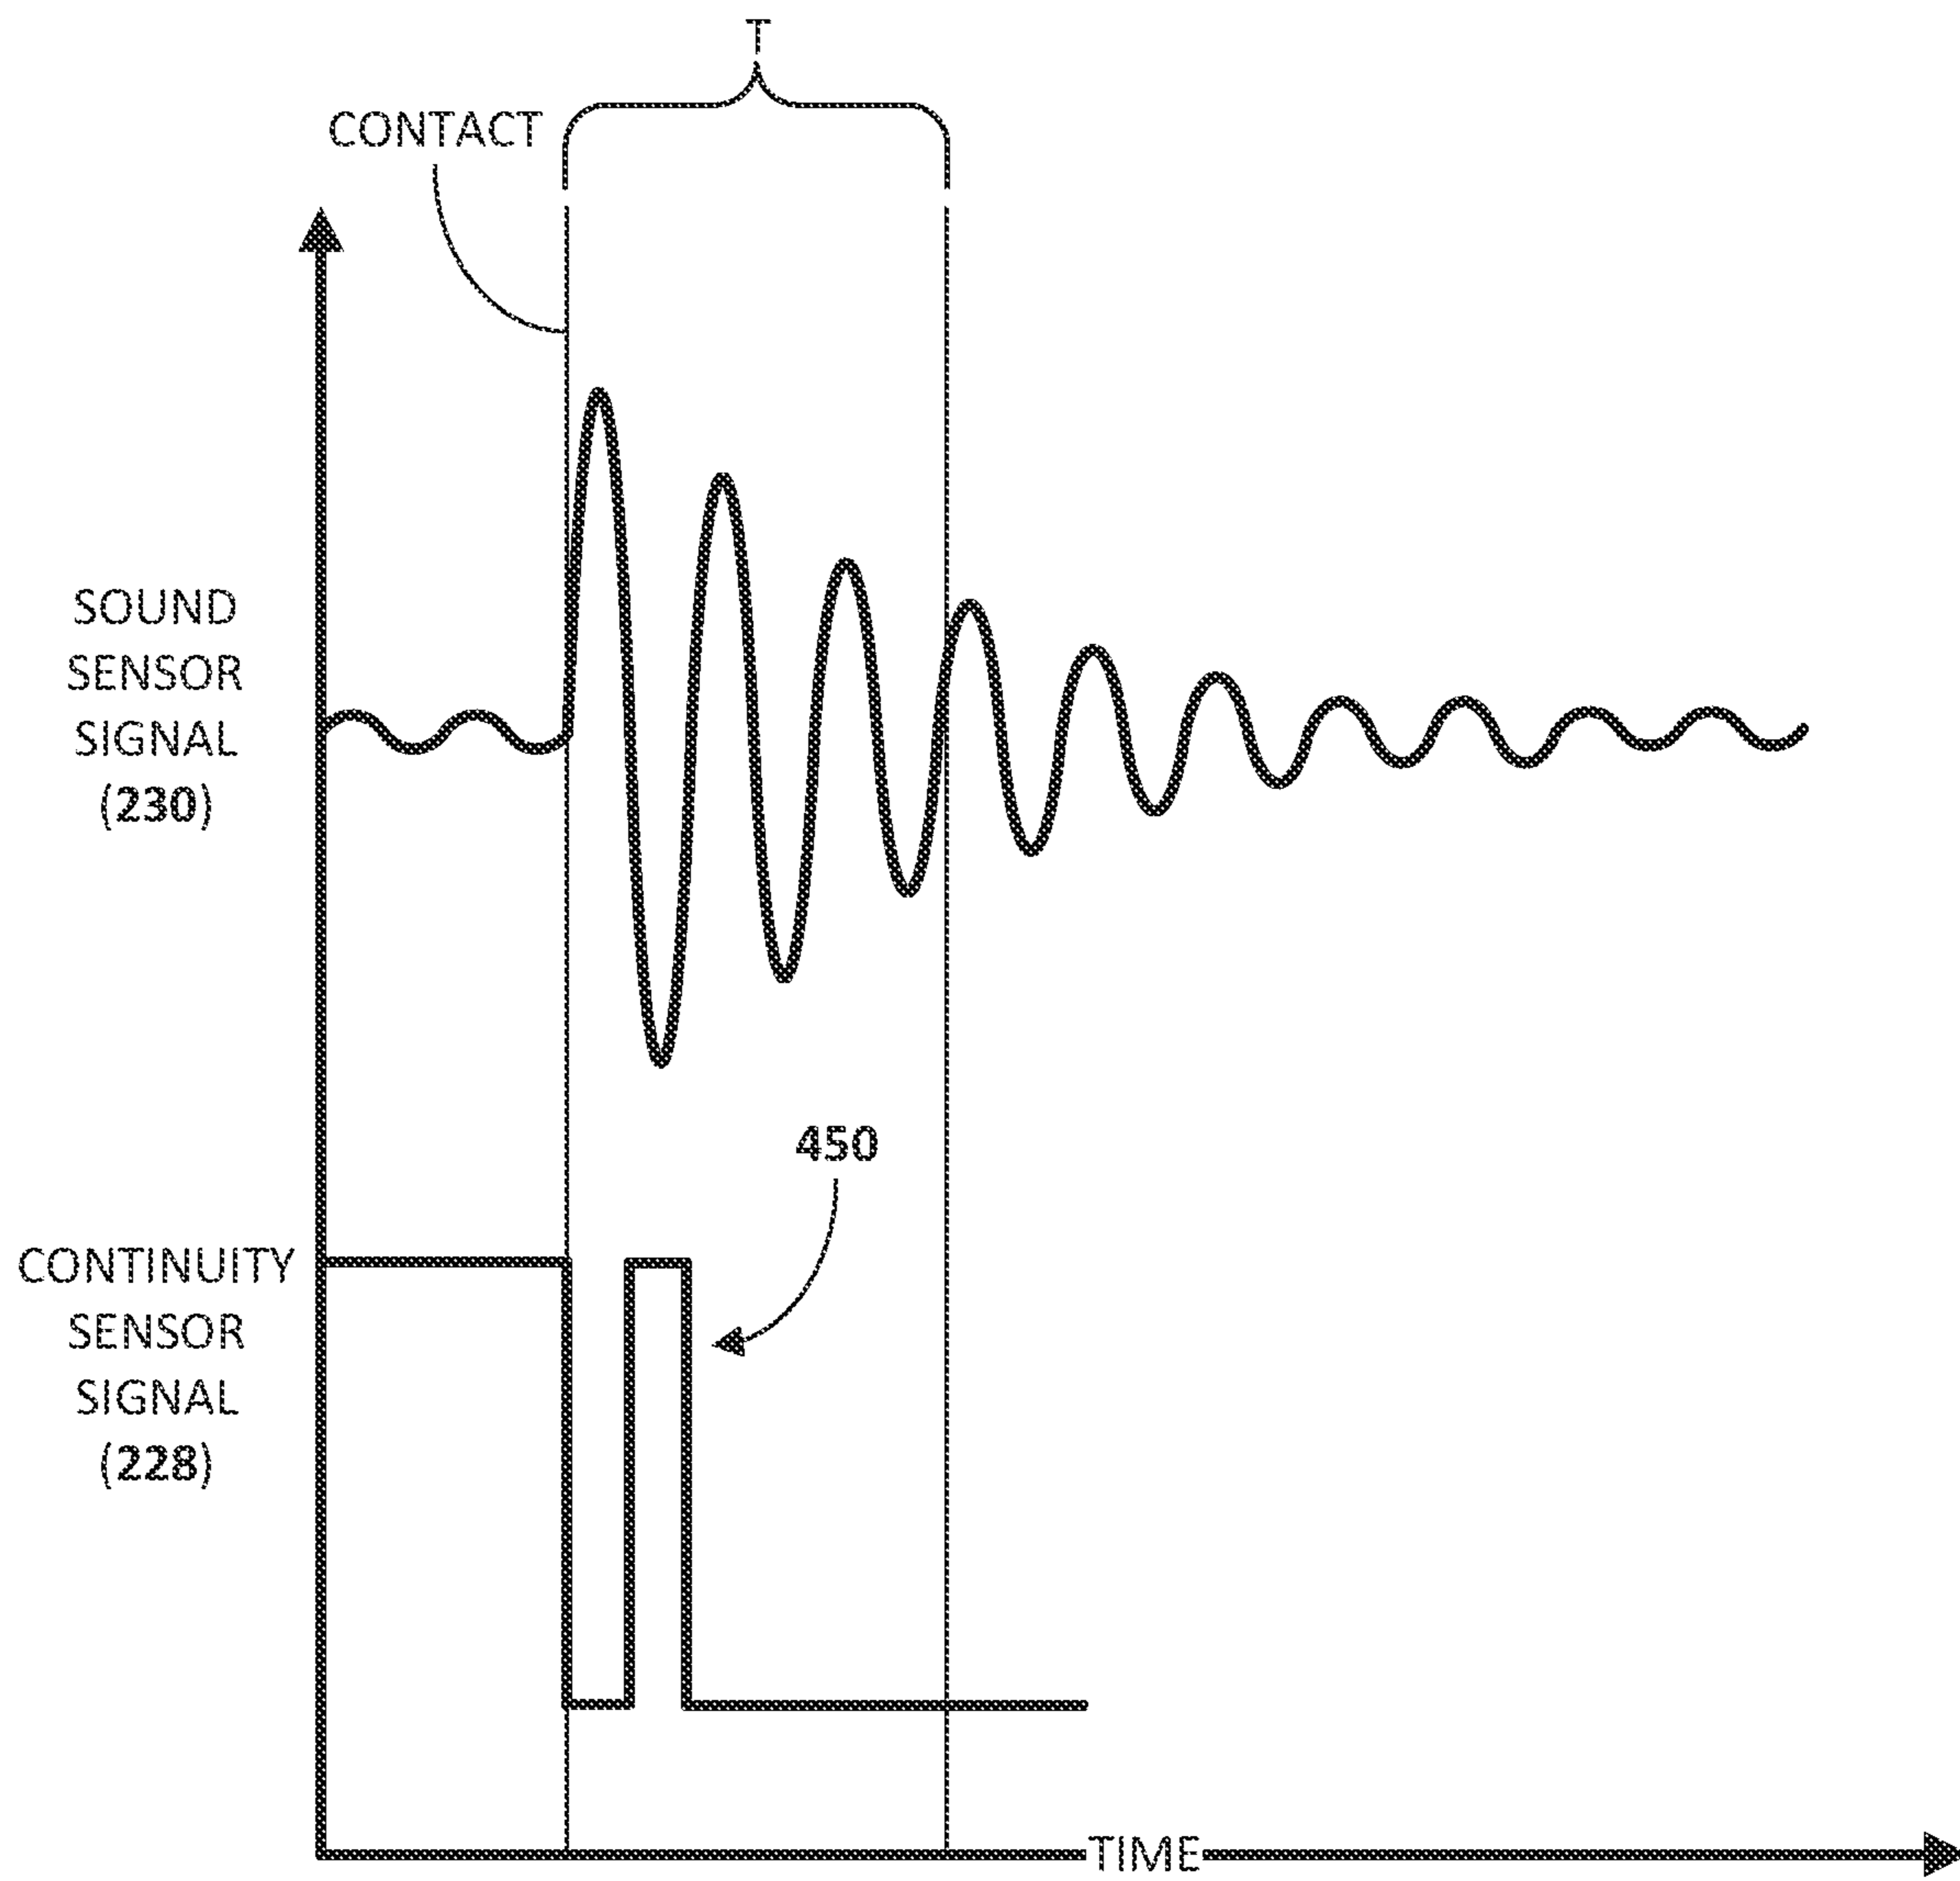 T
CONTACT
SOUND
SENSOR
SIGNAL
(230)
450
CONTINUITY
SENSOR
SIGNAL
(228)
TIME